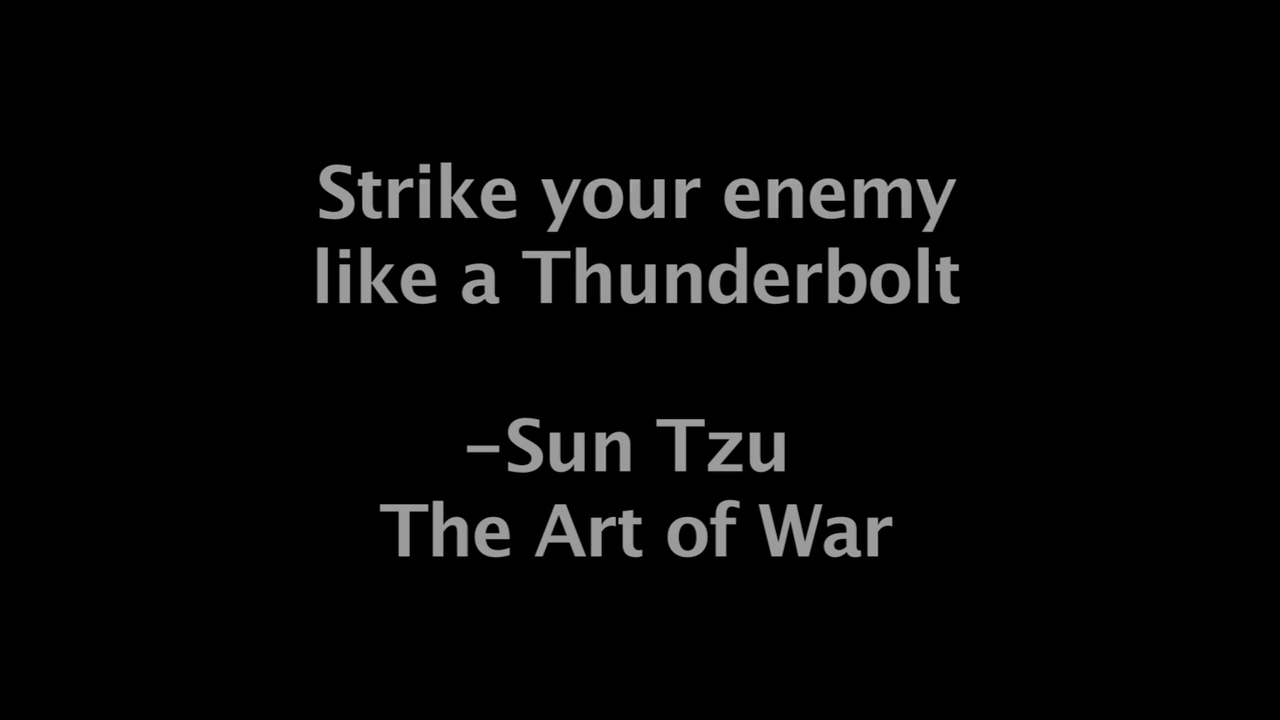 Strike your enemy
like a Thunderbolt
–Sun Tzu
The Art of War